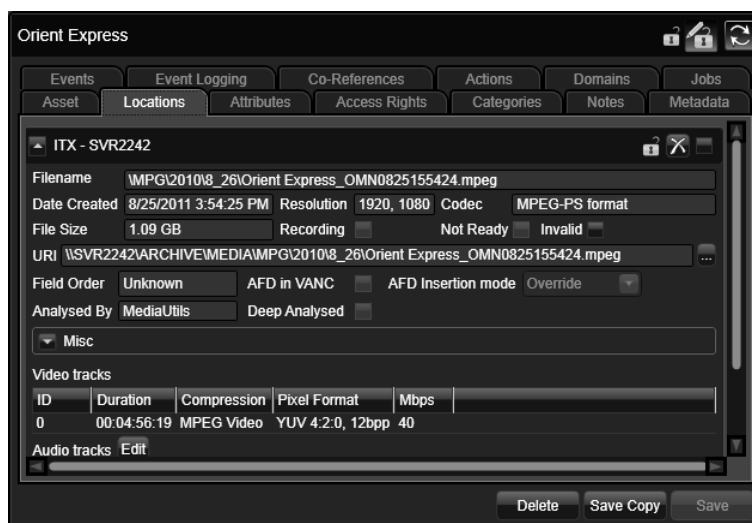 Orient Express
Events Event Logging Co-References Actions Domains Jobs
Asset Locations Attributes Access Rights Categories Notes Metadata
ITX - SVR2242
Filename \MPG\2010\8_26\Orient Express_OMN0825155424.mpeg
Date Created 8/25/2011 3:54:25 PM Resolution 1920, 1080 Codec MPEG-PS format
File Size 1.09 GB Recording Not Ready Invalid
URI \\SVR2242\ARCHIVE\MEDIA\MPG\2010\8_26\Orient Express_OMN0825155424.mpeg ...
Field Order Unknown AFD in VANC AFD Insertion mode Override
Analysed By MediaUtils Deep Analysed
Misc
Video tracks
ID Duration Compression Pixel Format Mbps
0 00:04:56:19 MPEG Video YUV 4:2:0, 12bpp 40
Audio tracks Edit
Delete Save Copy Save